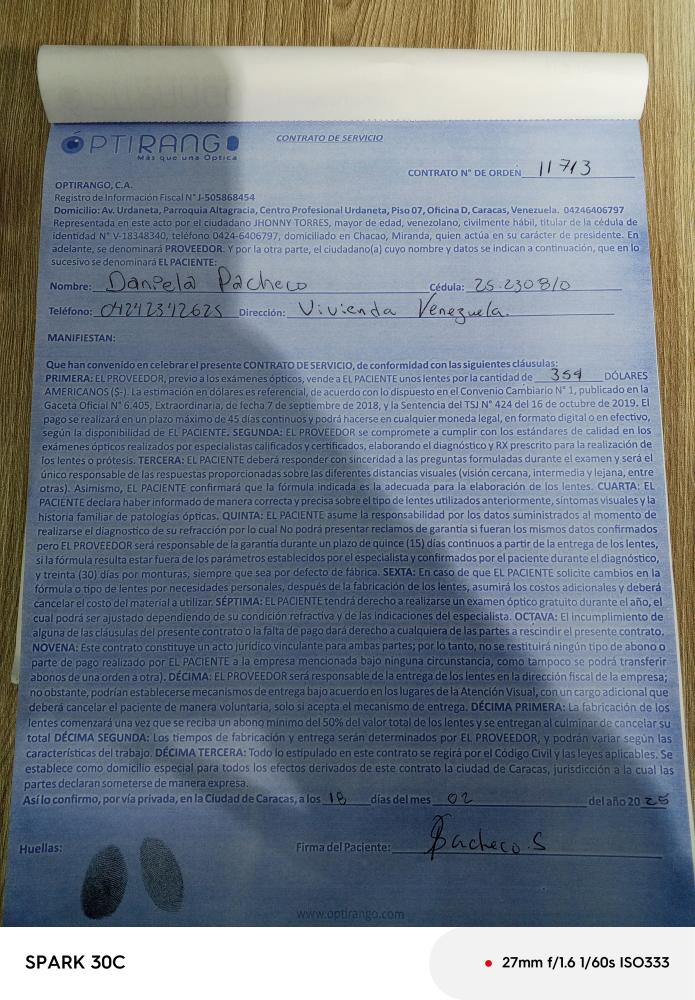 ÓPTIRANGO
Más que una Óptica
CONTRATO DE SERVICIO
CONTRATO N° DE ORDEN 11713
OPTIRANGO, C.A.
Registro de Información Fiscal N° J-505868454
Domicilio: Av. Urdaneta, Parroquia Altagracia, Centro Profesional Urdaneta, Piso 07, Oficina D, Caracas, Venezuela. 04246406797
Representada en este acto por el ciudadano JHONNY TORRES, mayor de edad, venezolano, civilmente hábil, titular de la cédula de
identidad N° V-18348340, teléfono 0424-6406797, domiciliado en Chacao, Miranda, quien actúa en su carácter de presidente. En
adelante, se denominará PROVEEDOR. Y por la otra parte, el ciudadano(a) cuyo nombre y datos se indican a continuación, que en lo
sucesivo se denominará EL PACIENTE:
Nombre: Daniela Pacheco Cédula: 25.230810
Teléfono: 04242342625 Dirección: Vivienda Venezuela.
MANIFIESTAN:
Que han convenido en celebrar el presente CONTRATO DE SERVICIO, de conformidad con las siguientes cláusulas:
PRIMERA: EL PROVEEDOR, previo a los exámenes ópticos, vende a EL PACIENTE unos lentes por la cantidad de 354 DÓLARES
AMERICANOS ($-). La estimación en dólares es referencial, de acuerdo con lo dispuesto en el Convenio Cambiario N° 1, publicado en la
Gaceta Oficial N° 6.405, Extraordinaria, de fecha 7 de septiembre de 2018, y la Sentencia del TSJ N° 424 del 16 de octubre de 2019. El
pago se realizará en un plazo máximo de 45 días continuos y podrá hacerse en cualquier moneda legal, en formato digital o en efectivo,
según la disponibilidad de EL PACIENTE. SEGUNDA: EL PROVEEDOR se compromete a cumplir con los estándares de calidad en los
exámenes ópticos realizados por especialistas calificados y certificados, elaborando el diagnóstico y RX prescrito para la realización de
los lentes o prótesis. TERCERA: EL PACIENTE deberá responder con sinceridad a las preguntas formuladas durante el examen y será el
único responsable de las respuestas proporcionadas sobre las diferentes distancias visuales (visión cercana, intermedia y lejana, entre
otras). Asimismo, EL PACIENTE confirmará que la fórmula indicada es la adecuada para la elaboración de los lentes. CUARTA: EL
PACIENTE declara haber informado de manera correcta y precisa sobre el tipo de lentes utilizados anteriormente, síntomas visuales y la
historia familiar de patologías ópticas. QUINTA: EL PACIENTE asume la responsabilidad por los datos suministrados al momento de
realizarse el diagnostico de su refracción por lo cual No podrá presentar reclamos de garantía si fueran los mismos datos confirmados
pero EL PROVEEDOR será responsable de la garantía durante un plazo de quince (15) días continuos a partir de la entrega de los lentes,
si la fórmula resulta estar fuera de los parámetros establecidos por el especialista y confirmados por el paciente durante el diagnóstico,
y treinta (30) días por monturas; siempre que sea por defecto de fábrica. SEXTA: En caso de que EL PACIENTE solicite cambios en la
fórmula o tipo de lentes por necesidades personales, después de la fabricación de los lentes, asumirá los costos adicionales y deberá
cancelar el costo del material a utilizar. SÉPTIMA: EL PACIENTE tendrá derecho a realizarse un examen óptico gratuito durante el año, el
cual podrá ser ajustado dependiendo de su condición refractiva y de las indicaciones del especialista. OCTAVA: El incumplimiento de
alguna de las cláusulas del presente contrato o la falta de pago dará derecho a cualquiera de las partes a rescindir el presente contrato.
NOVENA: Este contrato constituye un acto jurídico vinculante para ambas partes; por lo tanto, no se restituirá ningún tipo de abono o
parte de pago realizado por EL PACIENTE a la empresa mencionada bajo ninguna circunstancia, como tampoco se podrá transferir
abonos de una orden a otra). DÉCIMA: EL PROVEEDOR será responsable de la entrega de los lentes en la dirección fiscal de la empresa;
no obstante, podrían establecerse mecanismos de entrega bajo acuerdo en los lugares de la Atención Visual, con un cargo adicional que
deberá cancelar el paciente de manera voluntaria, solo si acepta el mecanismo de entrega. DÉCIMA PRIMERA: La fabricación de los
lentes comenzará una vez que se reciba un abono mínimo del 50% del valor total de los lentes y se entregan al culminar de cancelar su
total DÉCIMA SEGUNDA: Los tiempos de fabricación y entrega serán determinados por EL PROVEEDOR, y podrán variar según las
características del trabajo. DÉCIMA TERCERA: Todo lo estipulado en este contrato se regirá por el Código Civil y las leyes aplicables. Se
establece como domicilio especial para todos los efectos derivados de este contrato la ciudad de Caracas, jurisdicción a la cual las
partes declaran someterse de manera expresa.
Así lo confirmo, por vía privada, en la Ciudad de Caracas, a los 18 días del mes 02 del año 20 25
Huellas: Firma del Paciente: Pacheco.S
www.optirango.com
SPARK 30C
27mm f/1.6 1/60s ISO333